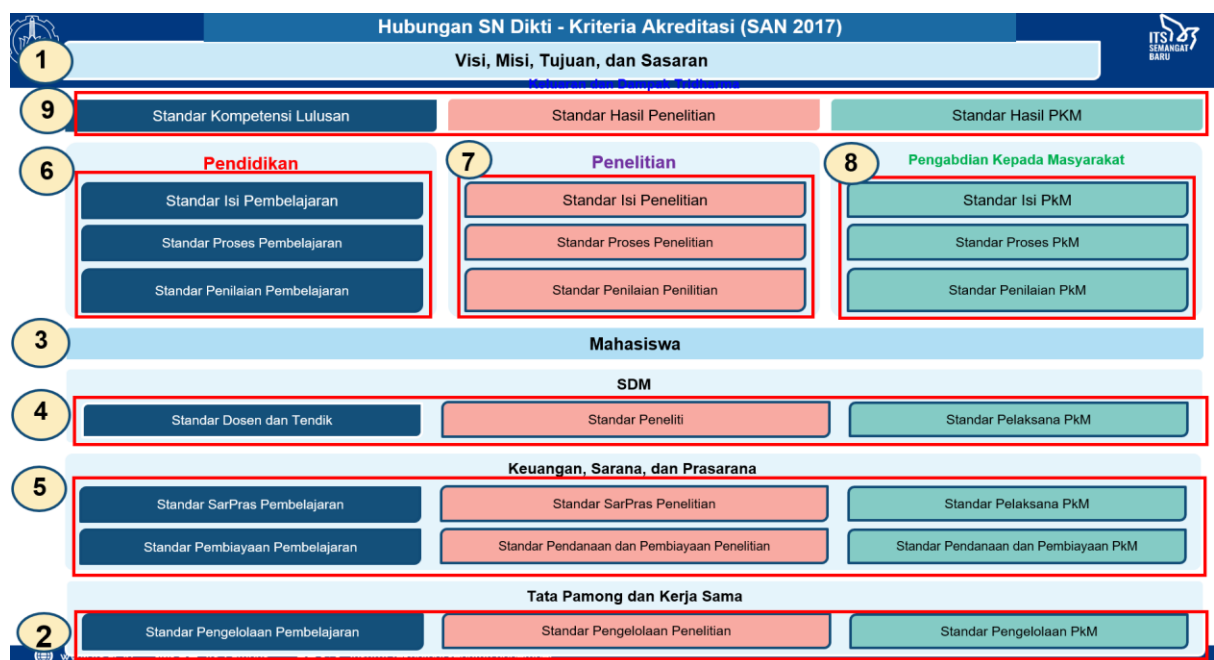 Hubungan SN Dikti - Kriteria Akreditasi (SAN 2017)
ITS
SEMANGAT
BARU
1
Visi, Misi, Tujuan, dan Sasaran
Keluaran dan Dampak Tridharma
9
Standar Kompetensi Lulusan
Standar Hasil Penelitian
Standar Hasil PKM
6
Pendidikan
7
Penelitian
8
Pengabdian Kepada Masyarakat
Standar Isi Pembelajaran
Standar Isi Penelitian
Standar Isi PkM
Standar Proses Pembelajaran
Standar Proses Penelitian
Standar Proses PkM
Standar Penilaian Pembelajaran
Standar Penilaian Penilitian
Standar Penilaian PkM
3
Mahasiswa
SDM
4
Standar Dosen dan Tendik
Standar Peneliti
Standar Pelaksana PkM
Keuangan, Sarana, dan Prasarana
5
Standar SarPras Pembelajaran
Standar SarPras Penelitian
Standar Pelaksana PkM
Standar Pembiayaan Pembelajaran
Standar Pendanaan dan Pembiayaan Penelitian
Standar Pendanaan dan Pembiayaan PkM
Tata Pamong dan Kerja Sama
2
Standar Pengelolaan Pembelajaran
Standar Pengelolaan Penelitian
Standar Pengelolaan PkM